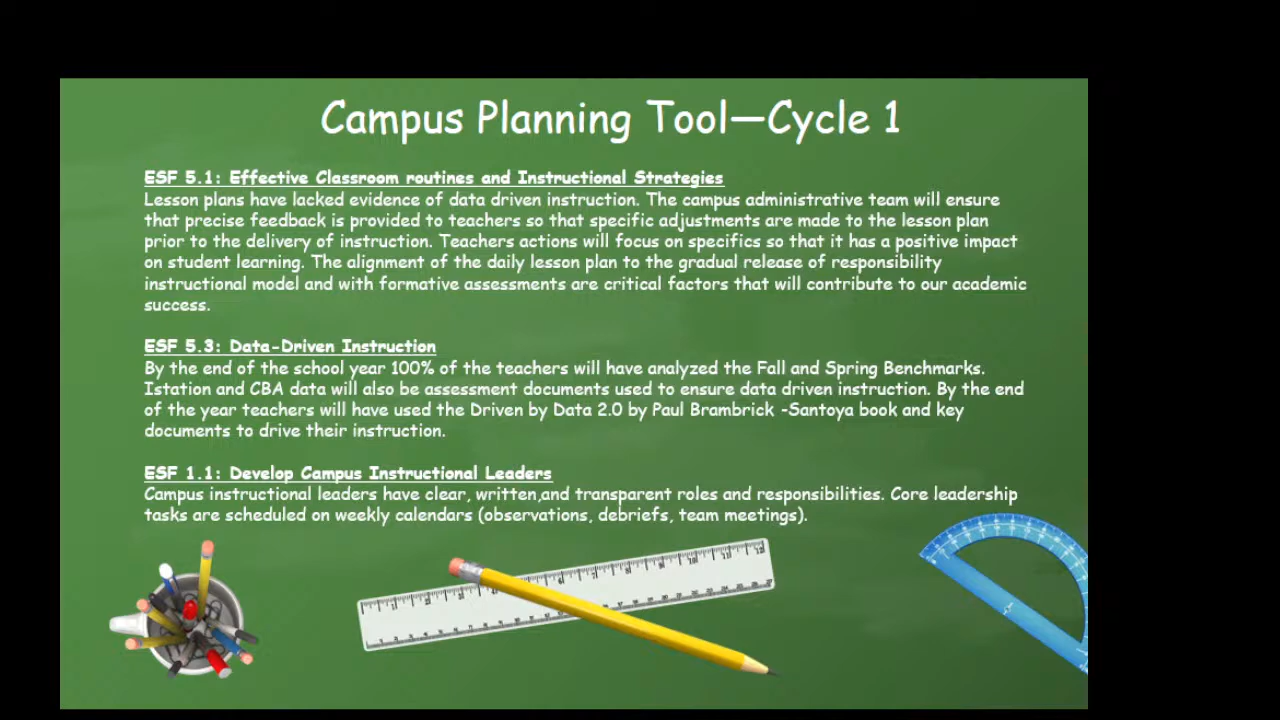 Campus Planning Tool—Cycle 1
ESF 5.1: Effective Classroom routines and Instructional Strategies
Lesson plans have lacked evidence of data driven instruction. The campus administrative team will ensure
that precise feedback is provided to teachers so that specific adjustments are made to the lesson plan
prior to the delivery of instruction. Teachers actions will focus on specifics so that it has a positive impact
on student learning. The alignment of the daily lesson plan to the gradual release of responsibility
instructional model and with formative assessments are critical factors that will contribute to our academic
success.
ESF 5.3: Data-Driven Instruction
By the end of the school year 100% of the teachers will have analyzed the Fall and Spring Benchmarks.
Istation and CBA data will also be assessment documents used to ensure data driven instruction. By the end
of the year teachers will have used the Driven by Data 2.0 by Paul Brambrick -Santoya book and key
documents to drive their instruction.
ESF 1.1: Develop Campus Instructional Leaders
Campus instructional leaders have clear, written,and transparent roles and responsibilities. Core leadership
tasks are scheduled on weekly calendars (observations, debriefs, team meetings).